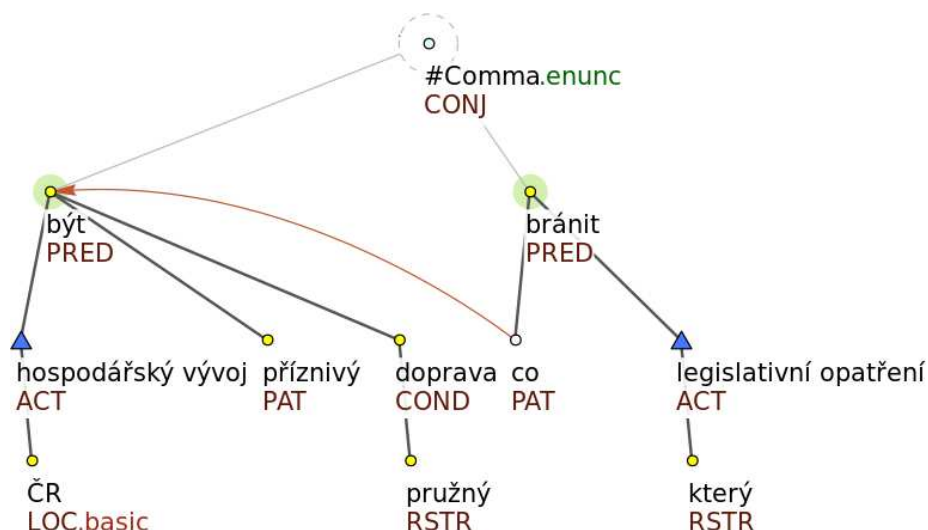 #Comma.enunc
CONJ
být
PRED
bránit
PRED
hospodářský vývoj
ACT
příznivý
PAT
doprava
COND
co
PAT
legislativní opatření
ACT
ČR
LOC.basic
pružný
RSTR
který
RSTR